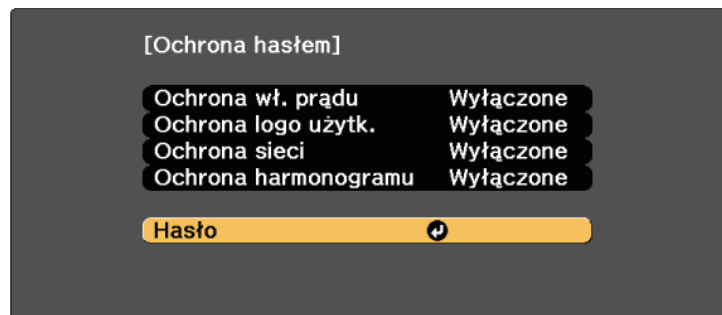 [Ochrona hasłem]
Ochrona wł. prądu Wyłączone
Ochrona logo użytk. Wyłączone
Ochrona sieci Wyłączone
Ochrona harmonogramu Wyłączone
Hasło